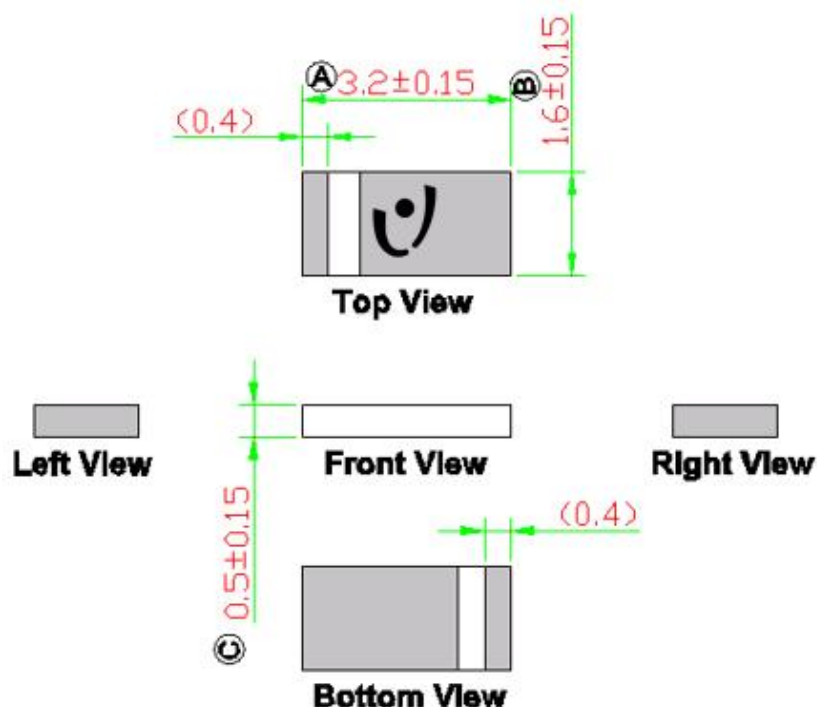 Ⓐ 3.2±0.15
Ⓑ 1.6±0.15
(0.4)
Top View
Left View
Front View
Right View
Ⓒ 0.5±0.15
(0.4)
Bottom View